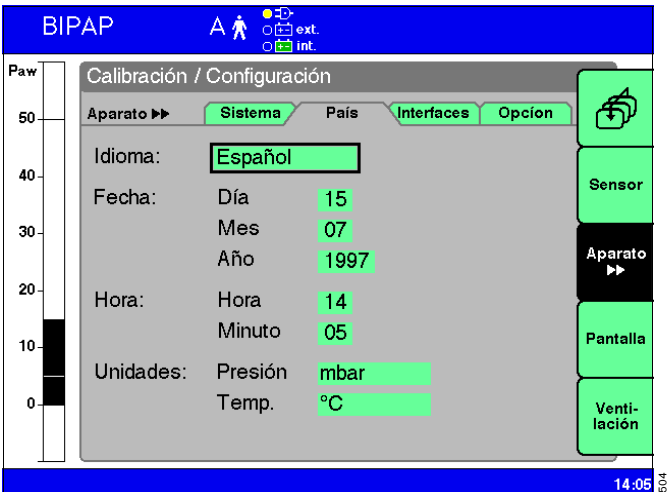 BIPAP A ext.
int.
Paw
50
40
30
20
10
0
Calibración / Configuración
Aparato ▶▶ Sistema País Interfaces Opcíon
Idioma: Español
Fecha: Día 15
Mes 07
Año 1997
Hora: Hora 14
Minuto 05
Unidades: Presión mbar
Temp. °C
Sensor
Aparato
▶▶
Pantalla
Venti-
lación
14:05
504